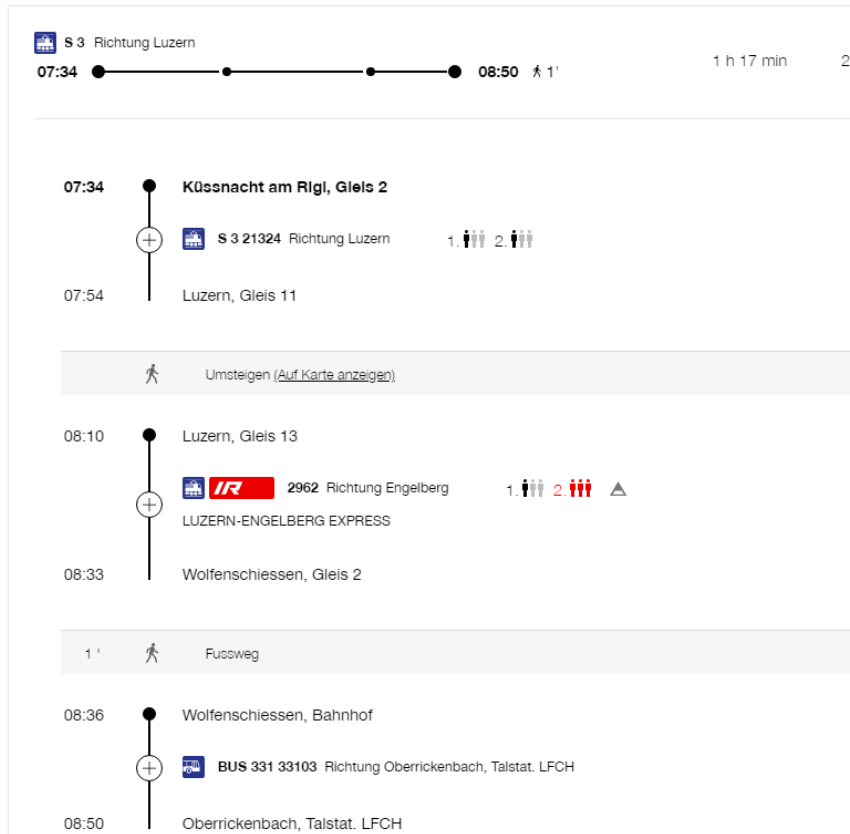 S 3 Richtung Luzern
07:34 08:50 1'
1 h 17 min 2
07:34 Küssnacht am Rigi, Gleis 2
S 3 21324 Richtung Luzern 1. 2.
07:54 Luzern, Gleis 11
Umsteigen (Auf Karte anzeigen)
08:10 Luzern, Gleis 13
IR 2962 Richtung Engelberg 1. 2.
LUZERN-ENGELBERG EXPRESS
08:33 Wolfenschiessen, Gleis 2
1 ' Fussweg
08:36 Wolfenschiessen, Bahnhof
BUS 331 33103 Richtung Oberrickenbach, Talstat. LFCH
08:50 Oberrickenbach, Talstat. LFCH